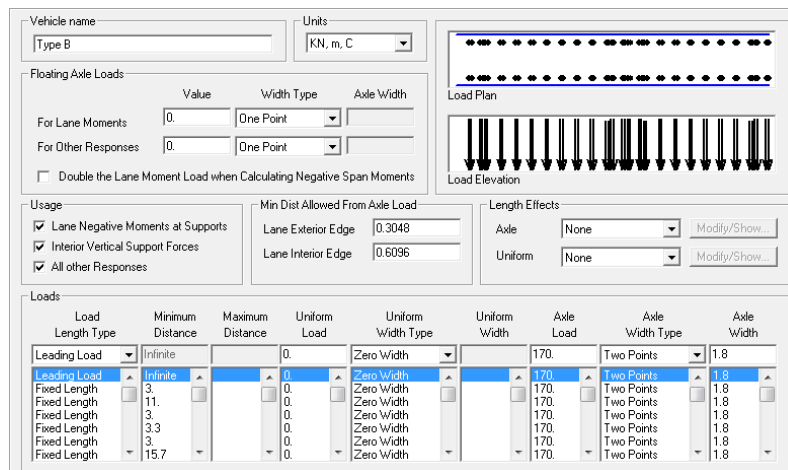 Vehicle name
Type B
Units
KN, m, C
Floating Axle Loads
Value Width Type Axle Width
For Lane Moments 0. One Point
For Other Responses 0. One Point
Double the Lane Moment Load when Calculating Negative Span Moments
Load Plan
Load Elevation
Usage
Lane Negative Moments at Supports
Interior Vertical Support Forces
All other Responses
Min Dist Allowed From Axle Load
Lane Exterior Edge 0.3048
Lane Interior Edge 0.6096
Length Effects
Axle None Modify/Show...
Uniform None Modify/Show...
Loads
Load Minimum Maximum Uniform Uniform Uniform Axle Axle Axle
Length Type Distance Distance Load Width Type Width Load Width Type Width
Leading Load Infinite 0. Zero Width 170. Two Points 1.8
Leading Load Infinite 0. Zero Width 170. Two Points 1.8
Fixed Length 3. 0. Zero Width 170. Two Points 1.8
Fixed Length 11. 0. Zero Width 170. Two Points 1.8
Fixed Length 3. 0. Zero Width 170. Two Points 1.8
Fixed Length 3.3 0. Zero Width 170. Two Points 1.8
Fixed Length 3. 0. Zero Width 170. Two Points 1.8
Fixed Length 15.7 0. Zero Width 170. Two Points 1.8